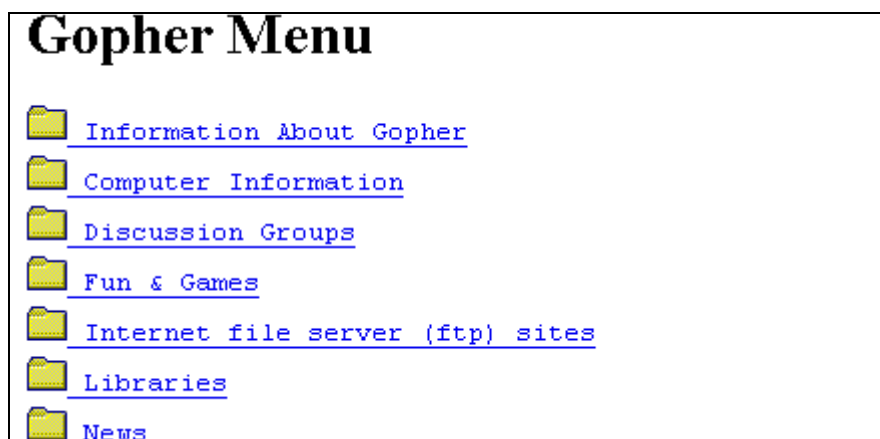 Gopher Menu
Information About Gopher
Computer Information
Discussion Groups
Fun & Games
Internet file server (ftp) sites
Libraries
News